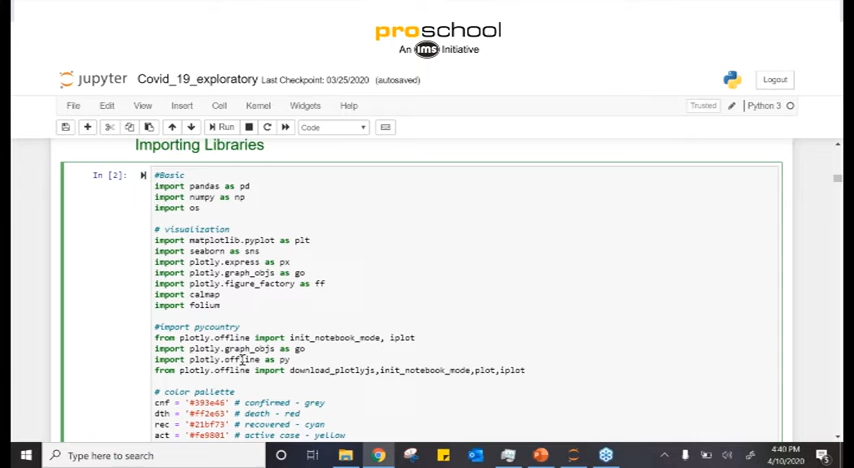 proschool
An ims Initiative
jupyter Covid_19_exploratory Last Checkpoint: 03/25/2020 (autosaved) Logout
File Edit View Insert Cell Kernel Widgets Help Trusted Python 3
Run Code
Importing Libraries
In [2]: #Basic
import pandas as pd
import numpy as np
import os
# visualization
import matplotlib.pyplot as plt
import seaborn as sns
import plotly.express as px
import plotly.graph_objs as go
import plotly.figure_factory as ff
import calmap
import folium
#import pycountry
from plotly.offline import init_notebook_mode, iplot
import plotly.graph_objs as go
import plotly.offline as py
from plotly.offline import download_plotlyjs,init_notebook_mode,plot,iplot
# color pallette
cnf = '#393e46' # confirmed - grey
dth = '#ff2e63' # death - red
rec = '#21bf73' # recovered - cyan
act = '#fe9801' # active case - yellow
Type here to search
4:40 PM
4/10/2020
5